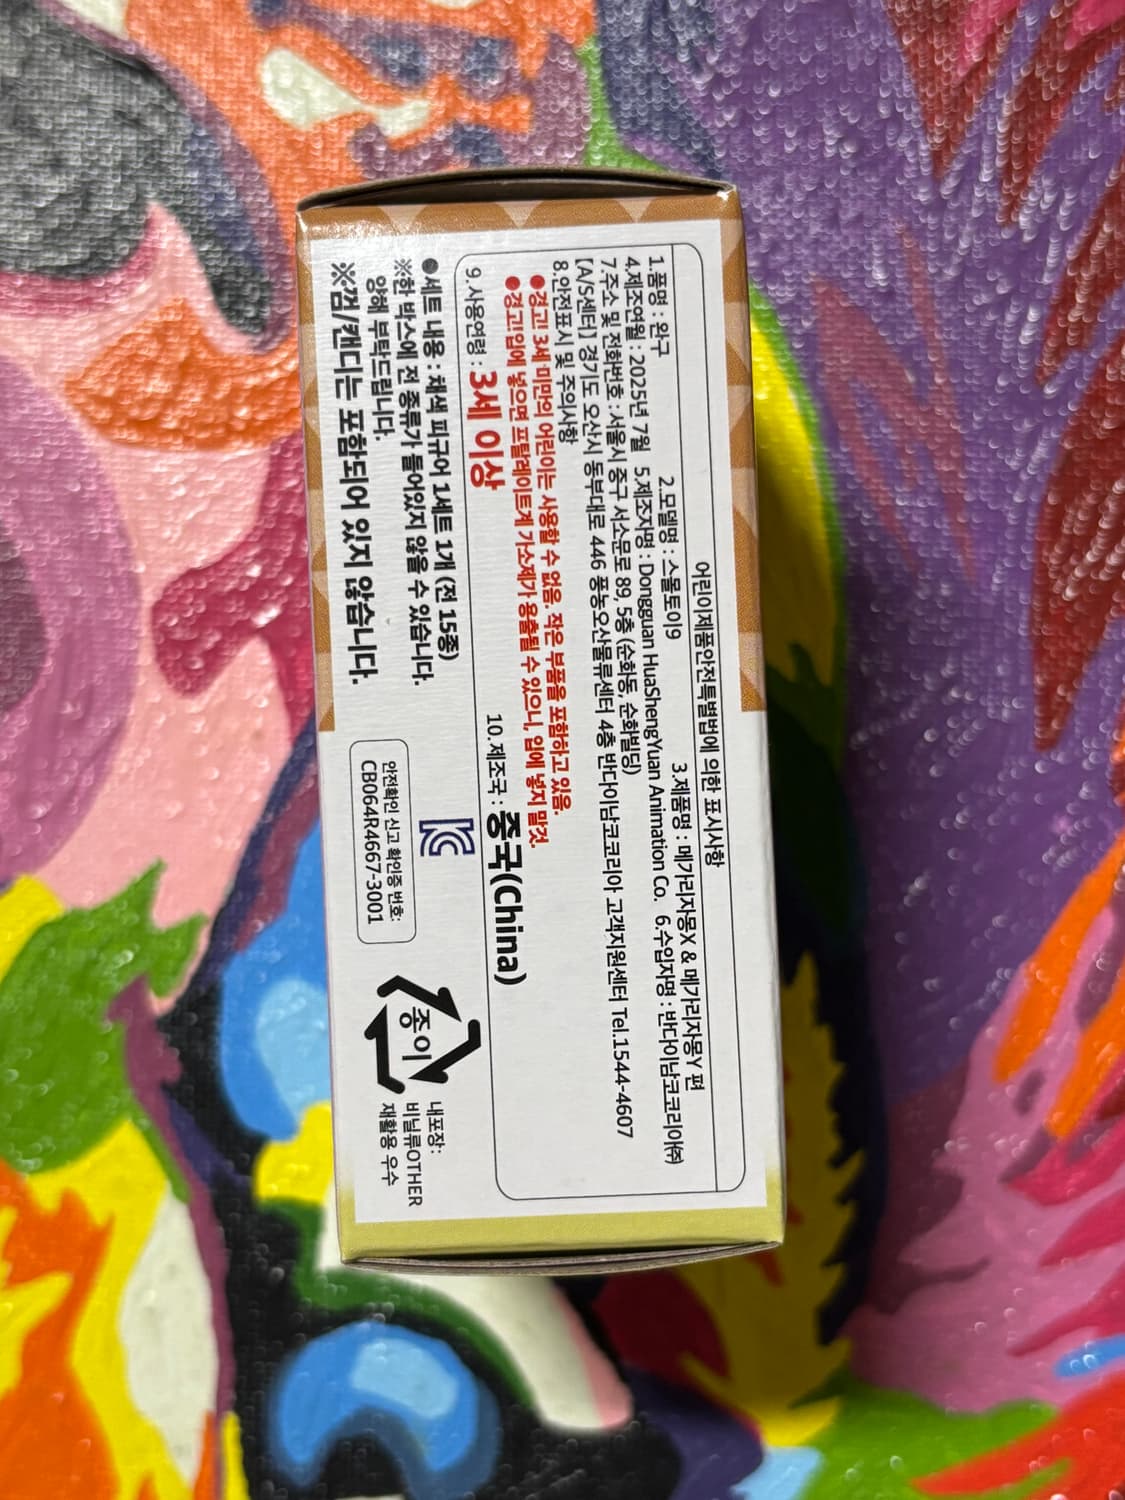 어린이제품안전특별법에 의한 표시사항
1.품명 : 완구 2.모델명 : 스몰토이9 3.제품명 : 메가리자몽X & 메가리자몽Y 편
4.제조연월 : 2025년 7월 5.제조자명 : Dongguan HuaShengYuan Animation Co. 6.수입자명 : 반다이남코코리아㈜
7.주소 및 전화번호 : 서울시 중구 서소문로 89, 5층 (순화동, 순화빌딩)
[A/S센터] 경기도 오산시 동부대로 446 풍농오산물류센터 4층 반다이남코코리아 고객지원센터 Tel.1544-4607
8.안전표시 및 주의사항
●경고! 3세 미만의 어린이는 사용할 수 없음. 작은 부품을 포함하고 있음.
●경고!입에 넣으면 프탈레이트계 가소제가 용출될 수 있으니, 입에 넣지 말것.
9.사용연령 : 3세 이상 10.제조국 : 중국(China)
●세트 내용 : 채색 피규어 1세트 1개 (전 15종)
※한 박스에 전 종류가 들어있지 않을 수 있습니다.
양해 부탁드립니다.
※껌/캔디는 포함되어 있지 않습니다.
안전확인 신고 확인증 번호:
CB064R4667-3001
종이
내포장:
비닐류OTHER
재활용 우수